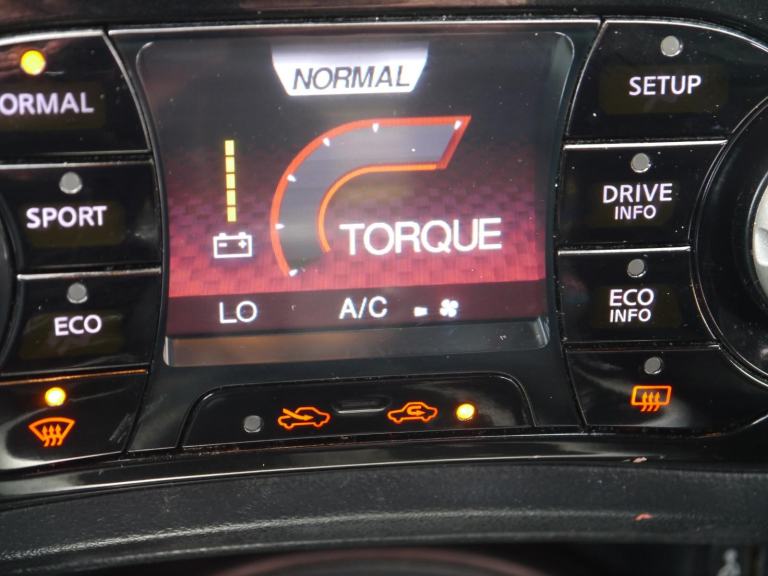 NORMAL
ORMAL
SPORT
ECO
TORQUE
LO A/C
SETUP
DRIVE
INFO
ECO
INFO